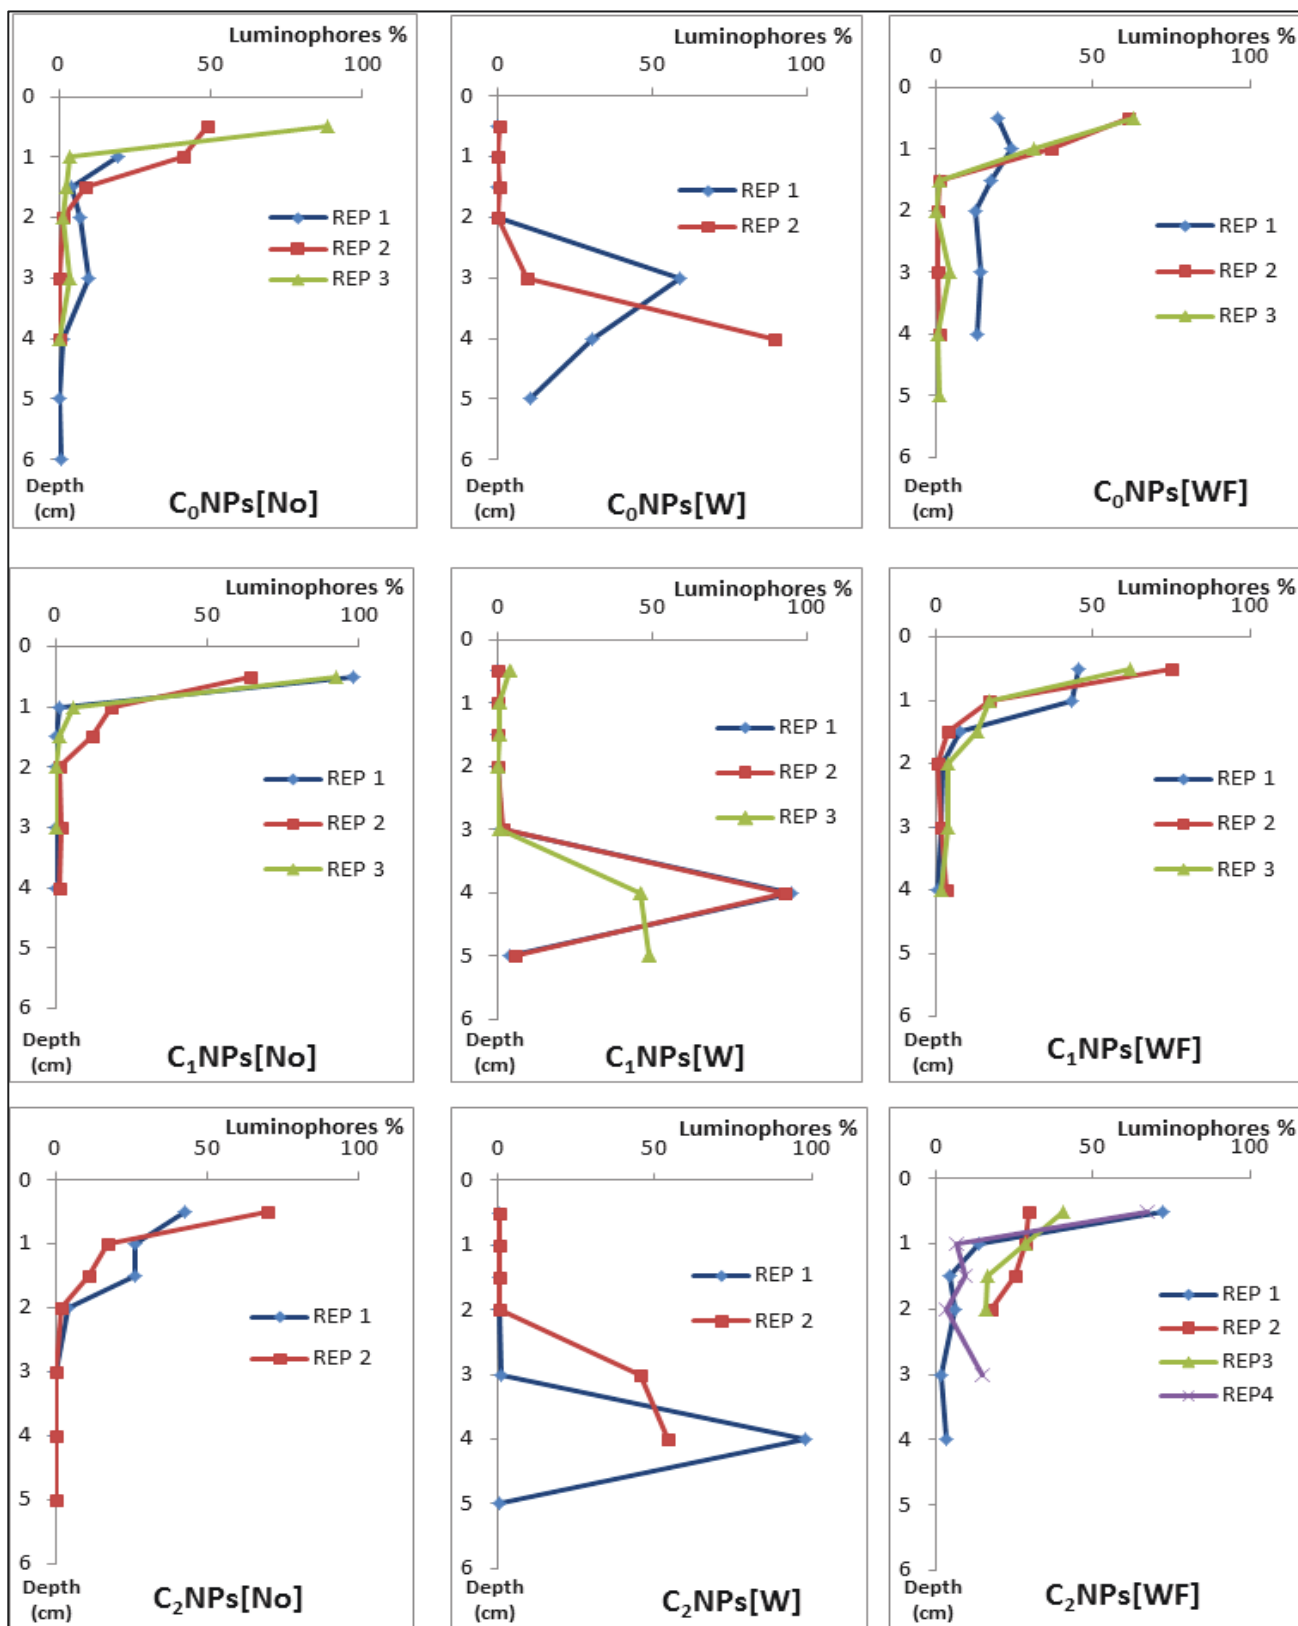 Luminophores %
0 50 100
0
1
2
3
4
5
6
REP 1
REP 2
REP 3
Depth
(cm)
C₀NPs[No]
Luminophores %
0 50 100
0
1
2
3
4
5
6
REP 1
REP 2
Depth
(cm)
C₀NPs[W]
Luminophores %
0 50 100
0
1
2
3
4
5
6
REP 1
REP 2
REP 3
Depth
(cm)
C₀NPs[WF]
Luminophores %
0 50 100
0
1
2
3
4
5
6
REP 1
REP 2
REP 3
Depth
(cm)
C₁NPs[No]
Luminophores %
0 50 100
0
1
2
3
4
5
6
REP 1
REP 2
REP 3
Depth
(cm)
C₁NPs[W]
Luminophores %
0 50 100
0
1
2
3
4
5
6
REP 1
REP 2
REP 3
Depth
(cm)
C₁NPs[WF]
Luminophores %
0 50 100
0
1
2
3
4
5
6
REP 1
REP 2
Depth
(cm)
C₂NPs[No]
Luminophores %
0 50 100
0
1
2
3
4
5
6
REP 1
REP 2
Depth
(cm)
C₂NPs[W]
Luminophores %
0 50 100
0
1
2
3
4
5
6
REP 1
REP 2
REP3
REP4
Depth
(cm)
C₂NPs[WF]